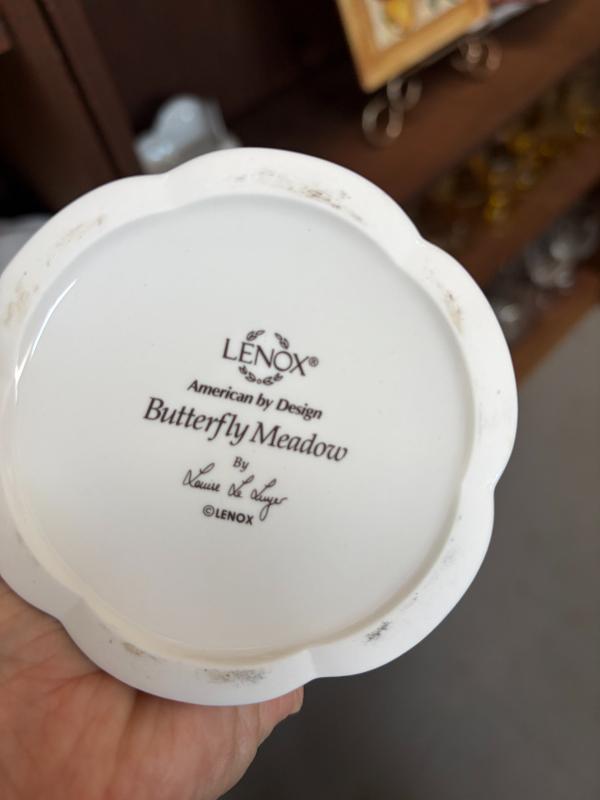 LENOX®
American by Design
Butterfly Meadow
By
Louise Le Luyer
©LENOX